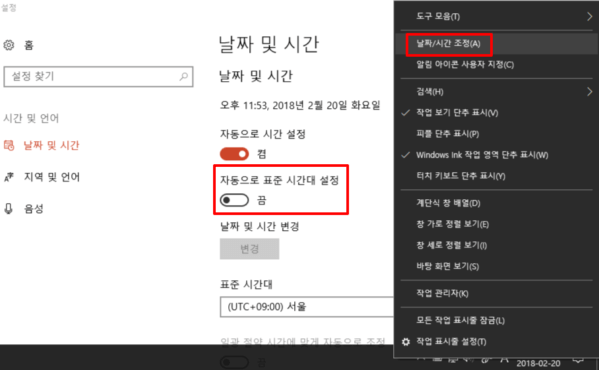 설정
홈
설정 찾기
시간 및 언어
날짜 및 시간
지역 및 언어
음성
날짜 및 시간
날짜 및 시간
오후 11:53, 2018년 2월 20일 화요일
자동으로 시간 설정
켬
자동으로 표준 시간대 설정
끔
날짜 및 시간 변경
변경
표준 시간대
(UTC+09:00) 서울
일광 절약 시간에 맞게 자동으로 조정
끔
도구 모음(T)
날짜/시간 조정(A)
알림 아이콘 사용자 지정(C)
검색(H)
작업 보기 단추 표시(V)
피플 단추 표시(P)
Windows Ink 작업 영역 단추 표시(W)
터치 키보드 단추 표시(Y)
계단식 창 배열(D)
창 가로 정렬 보기(E)
창 세로 정렬 보기(I)
바탕 화면 보기(S)
작업 관리자(K)
모든 작업 표시줄 잠금(L)
작업 표시줄 설정(T)
2018-02-20